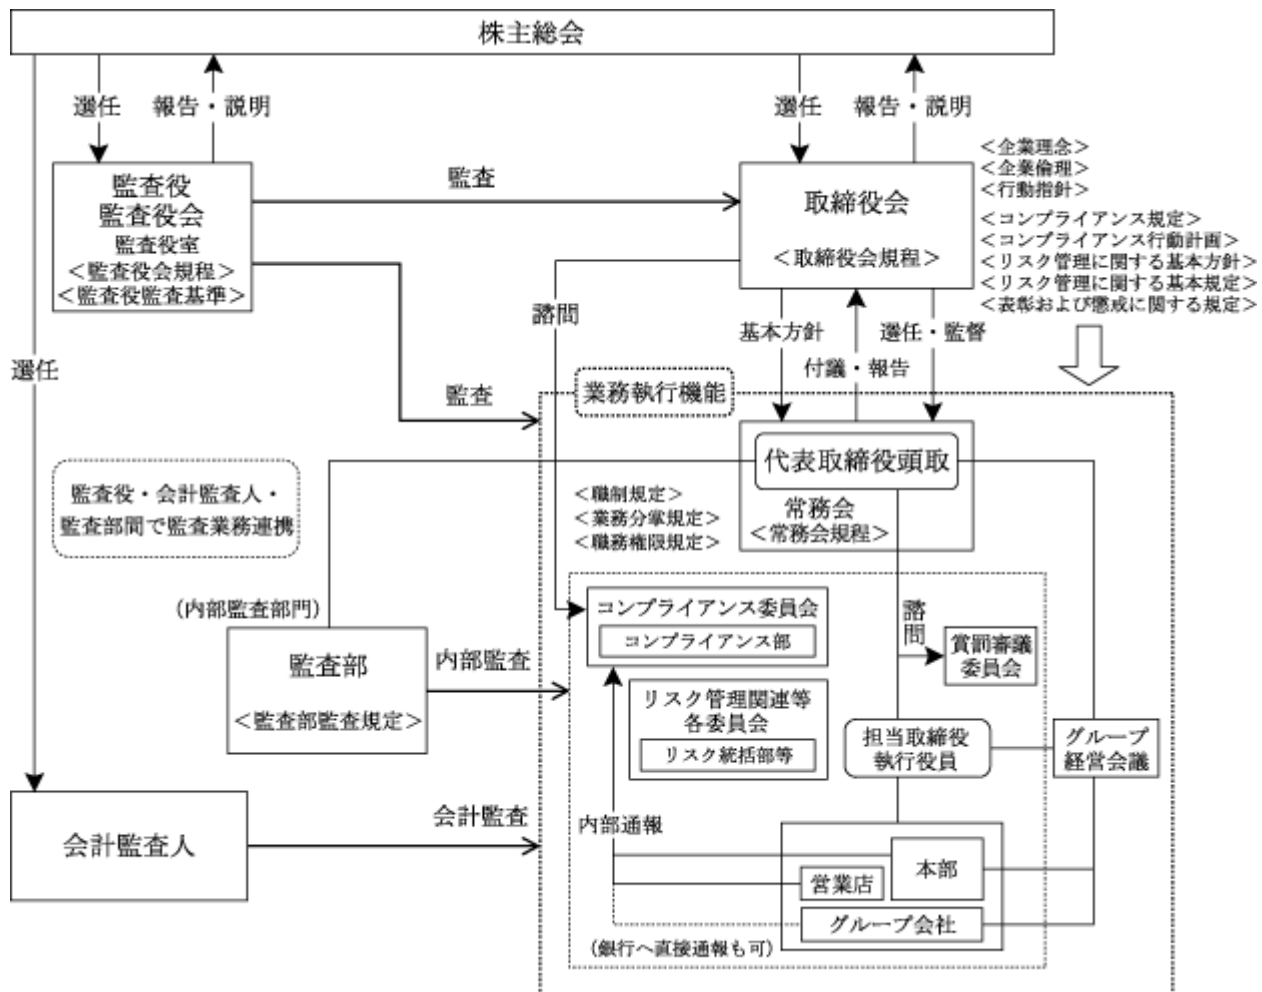 株主総会
選任
報告・説明
選任
報告・説明
監査役
監査役会
監査役室
＜監査役会規程＞
＜監査役監査基準＞
監査
取締役会
＜取締役会規程＞
＜企業理念＞
＜企業倫理＞
＜行動指針＞
＜コンプライアンス規定＞
＜コンプライアンス行動計画＞
＜リスク管理に関する基本方針＞
＜リスク管理に関する基本規定＞
＜表彰および懲戒に関する規定＞
諮問
基本方針
選任・監督
付議・報告
選任
監査
業務執行機能
代表取締役頭取
常務会
＜常務会規程＞
＜職制規定＞
＜業務分掌規定＞
＜職務権限規定＞
監査役・会計監査人・
監査部間で監査業務連携
（内部監査部門）
監査部
＜監査部監査規定＞
内部監査
コンプライアンス委員会
コンプライアンス部
諮問
賞罰審議
委員会
リスク管理関連等
各委員会
リスク統括部等
担当取締役
執行役員
グループ
経営会議
会計監査人
会計監査
内部通報
本部
営業店
グループ会社
（銀行へ直接通報も可）